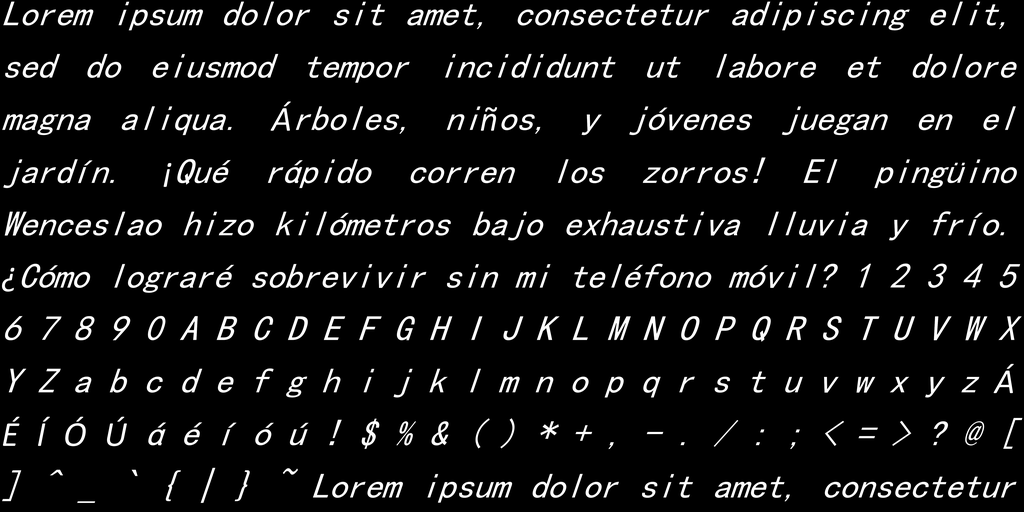 Lorem ipsum dolor sit amet, consectetur adipiscing elit,
sed do eiusmod tempor incididunt ut labore et dolore
magna aliqua. Árboles, niños, y jóvenes juegan en el
jardín. ¡Qué rápido corren los zorros! El pingüino
Wenceslao hizo kilómetros bajo exhaustiva lluvia y frío.
¿Cómo lograré sobrevivir sin mi teléfono móvil? 1 2 3 4 5
6 7 8 9 0 A B C D E F G H I J K L M N O P Q R S T U V W X
Y Z a b c d e f g h i j k l m n o p q r s t u v w x y z Á
É Í Ó Ú á é í ó ú ! $ % & ( ) * + , - . / : ; < = > ? @ [
] ^ _ ` { | } ~ Lorem ipsum dolor sit amet, consectetur